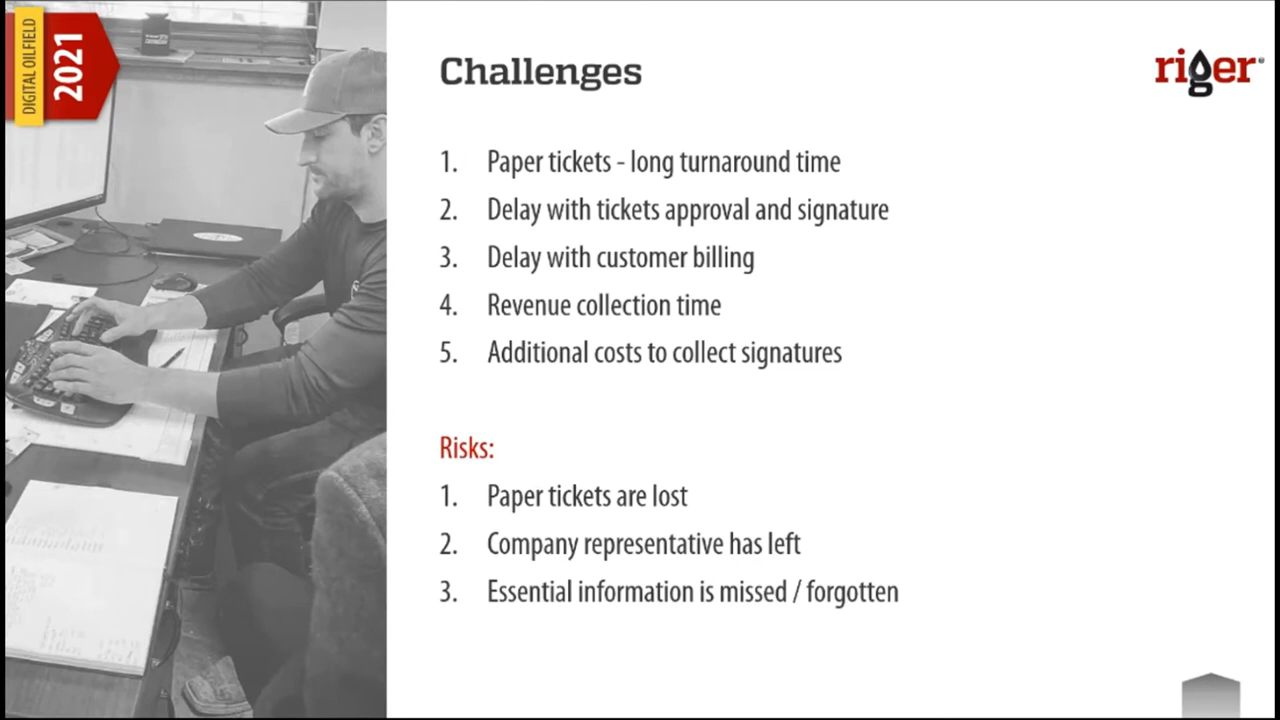 DIGITAL OILFIELD
2021
Challenges
riger®
1. Paper tickets - long turnaround time
2. Delay with tickets approval and signature
3. Delay with customer billing
4. Revenue collection time
5. Additional costs to collect signatures
Risks:
1. Paper tickets are lost
2. Company representative has left
3. Essential information is missed / forgotten